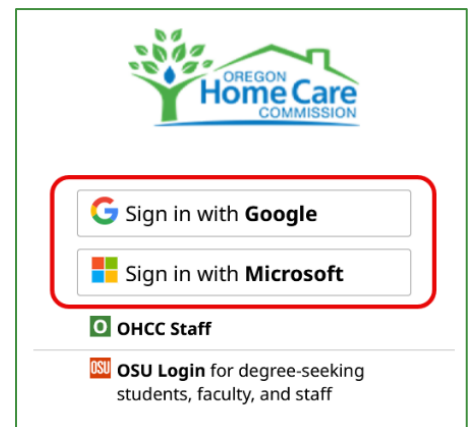 OREGON
Home Care
COMMISSION
Sign in with Google
Sign in with Microsoft
O OHCC Staff
OSU OSU Login for degree-seeking
students, faculty, and staff